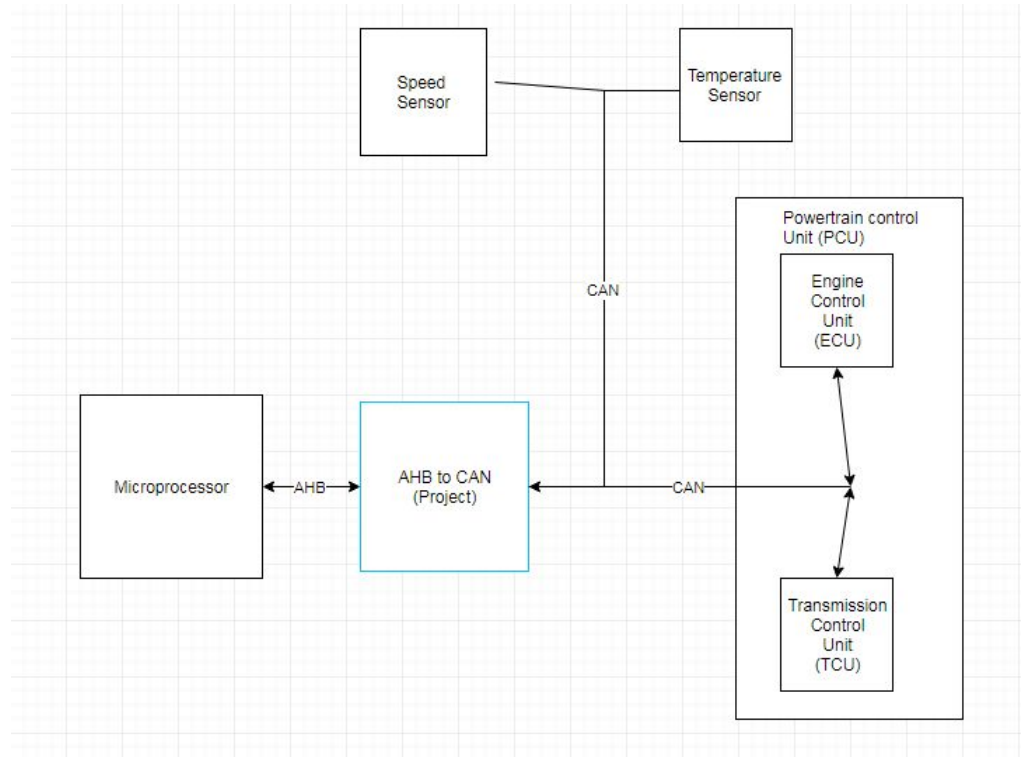 Speed
Sensor
Temperature
Sensor
CAN
Powertrain control
Unit (PCU)
Engine
Control
Unit
(ECU)
Microprocessor
AHB
AHB to CAN
(Project)
CAN
Transmission
Control
Unit
(TCU)